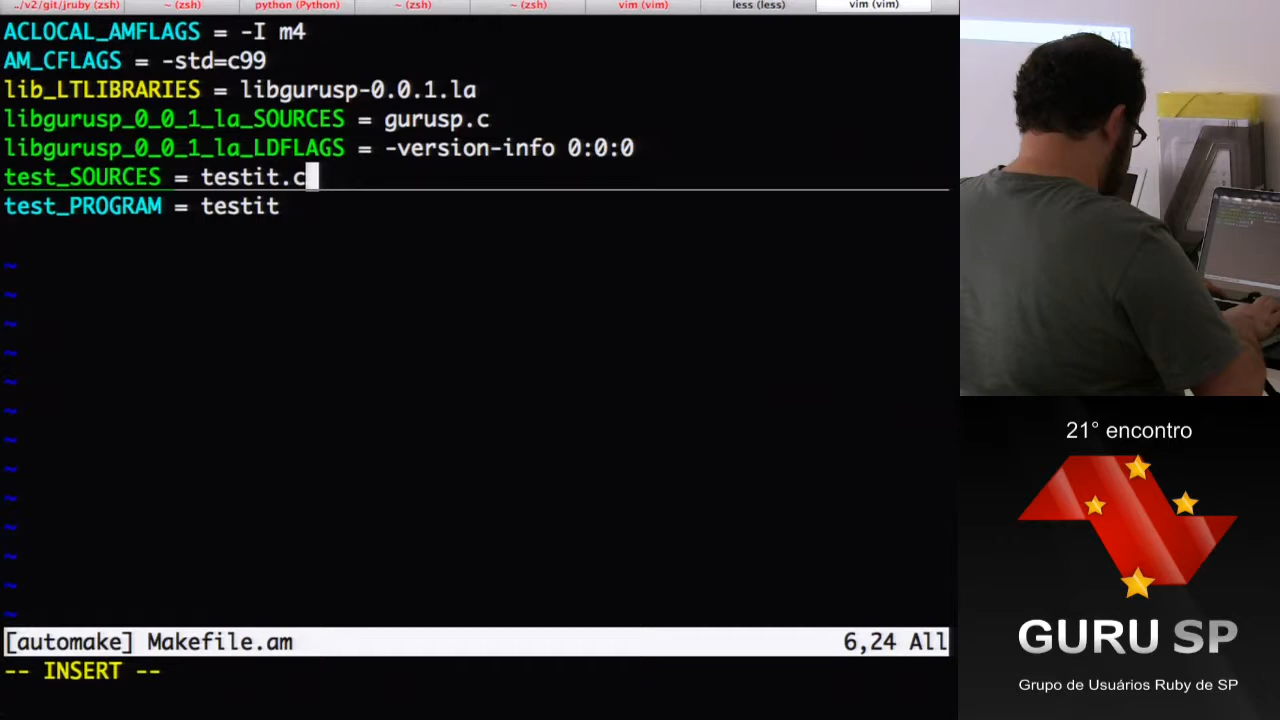 ../v2/git/jruby (zsh) ~ (zsh) python (Python) ~ (zsh) ~ (zsh) vim (vim) less (less) vim (vim)
ACLOCAL_AMFLAGS = -I m4
AM_CFLAGS = -std=c99
lib_LTLIBRARIES = libgurusp-0.0.1.la
libgurusp_0_0_1_la_SOURCES = gurusp.c
libgurusp_0_0_1_la_LDFLAGS = -version-info 0:0:0
test_SOURCES = testit.c
test_PROGRAM = testit
~
~
~
~
~
~
~
~
~
~
~
~
~
[automake] Makefile.am 6,24 All
-- INSERT --
21° encontro
GURU SP
Grupo de Usuários Ruby de SP